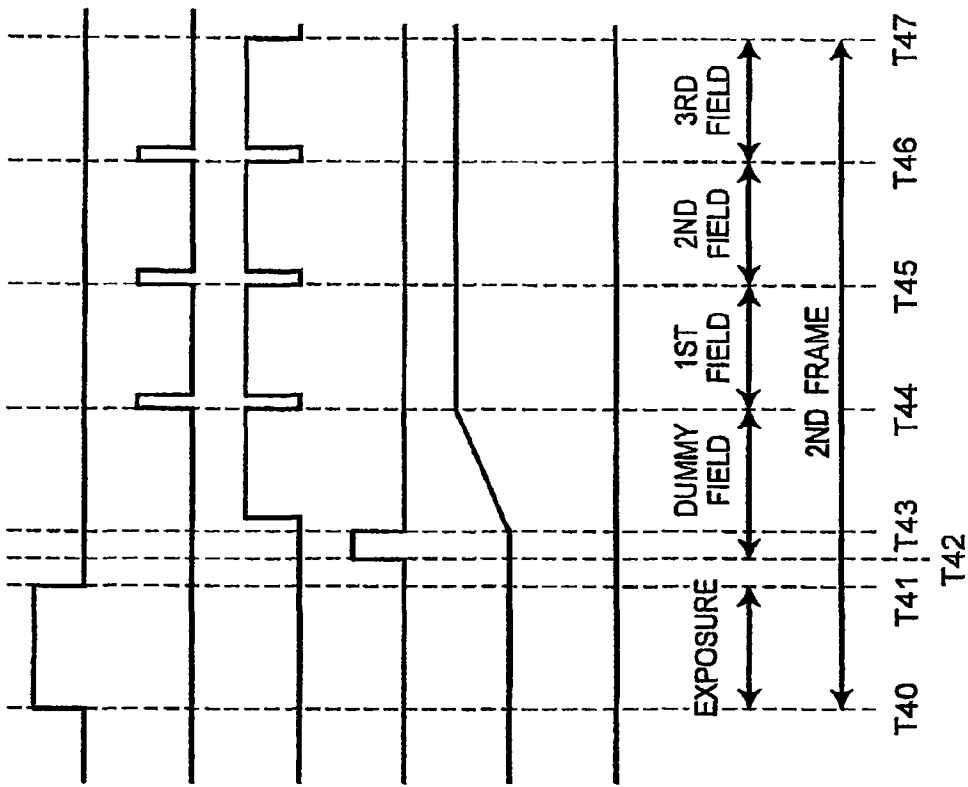 EXPOSURE
DUMMY
FIELD
1ST
FIELD
2ND
FIELD
3RD
FIELD
2ND FRAME
T40
T41
T42
T43
T44
T45
T46
T47